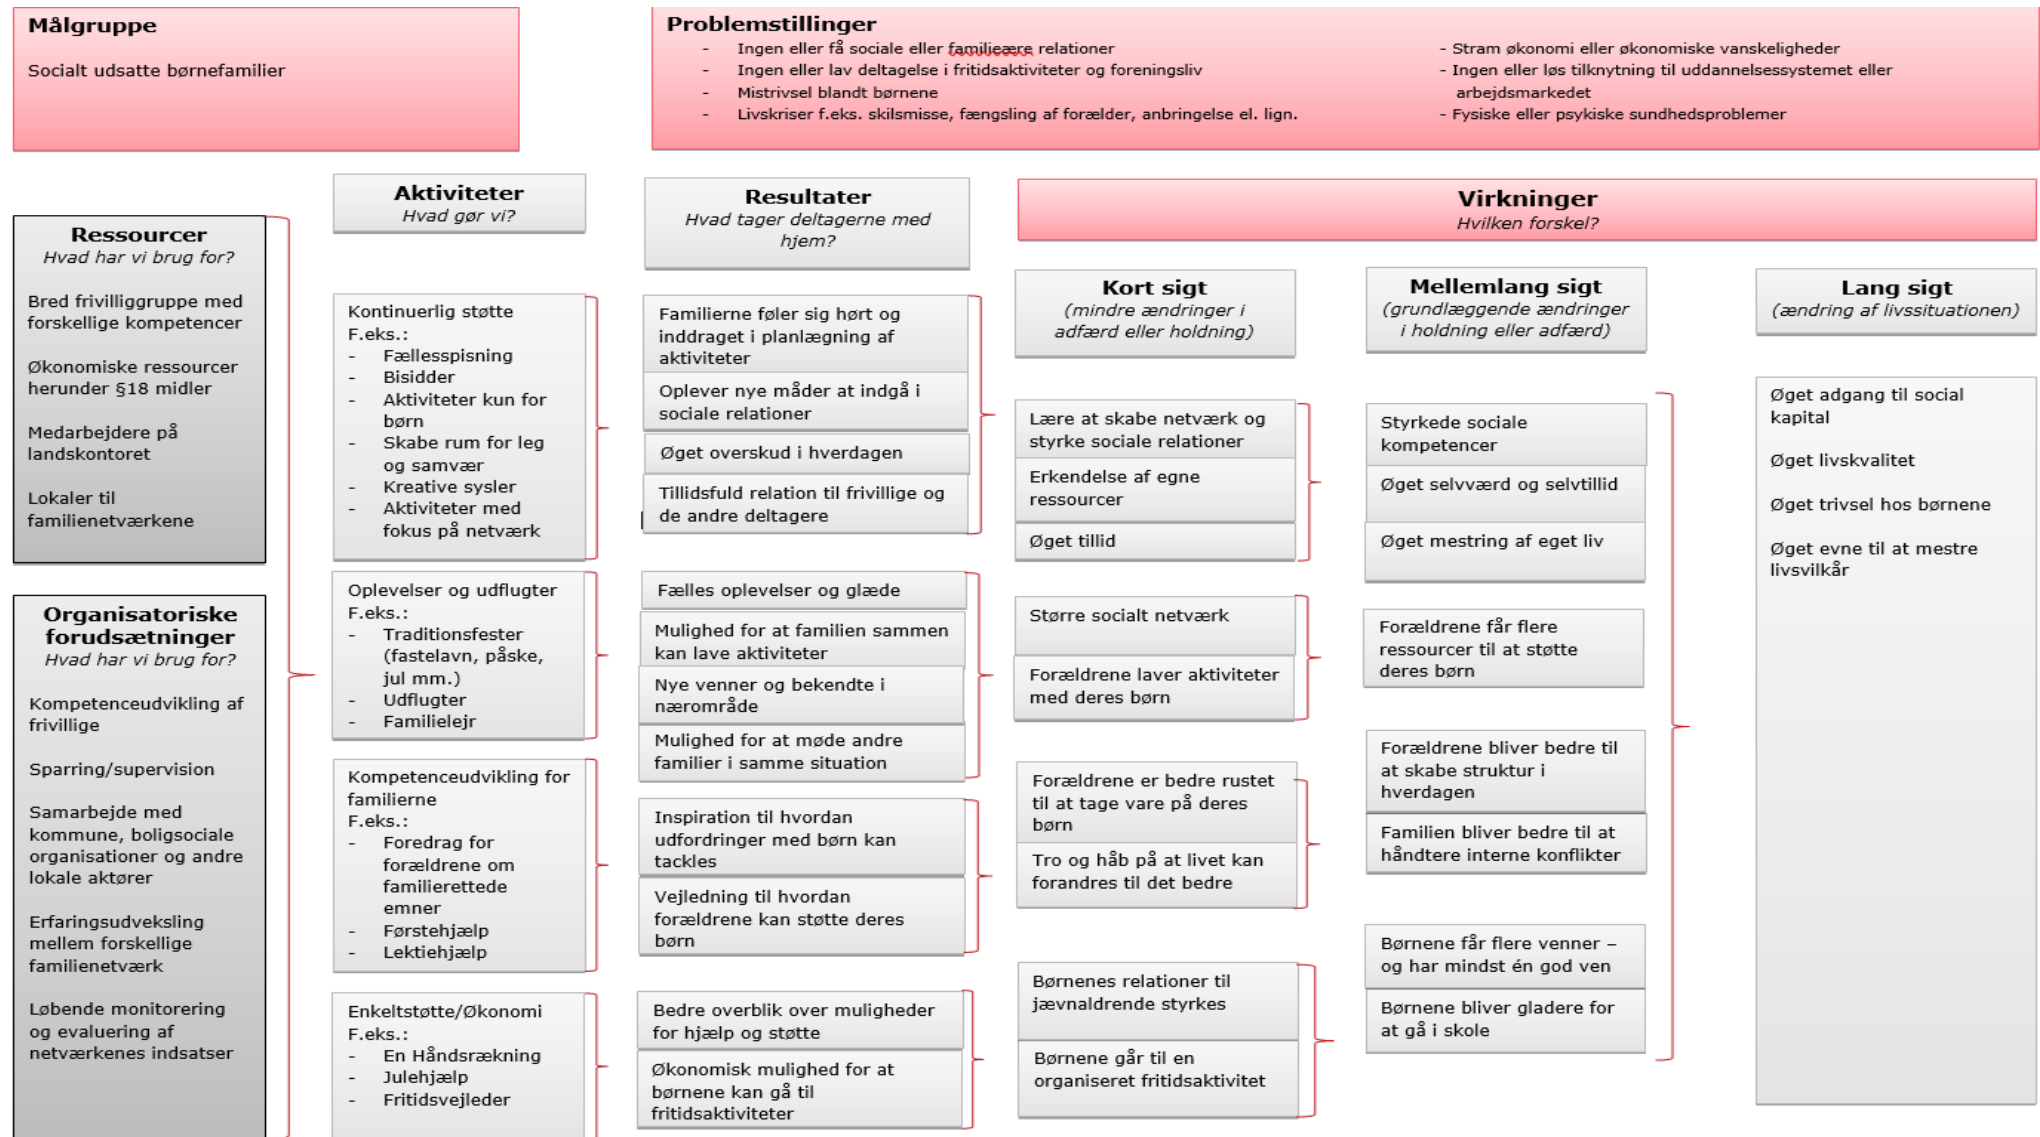 Målgruppe
Socialt udsatte børnefamilier
Problemstillinger
- Ingen eller få sociale eller familieære relationer
- Ingen eller lav deltagelse i fritidsaktiviteter og foreningsliv
- Mistrivsel blandt børnene
- Livskriser f.eks. skilsmisse, fængsling af forælder, anbringelse el. lign.
- Stram økonomi eller økonomiske vanskeligheder
- Ingen eller løs tilknytning til uddannelsessystemet eller
arbejdsmarkedet
- Fysiske eller psykiske sundhedsproblemer
Ressourcer
Hvad har vi brug for?
Bred frivilliggruppe med
forskellige kompetencer
Økonomiske ressourcer
herunder §18 midler
Medarbejdere på
landskontoret
Lokaler til
familienetværkene
Organisatoriske
forudsætninger
Hvad har vi brug for?
Kompetenceudvikling af
frivillige
Sparring/supervision
Samarbejde med
kommune, boligsociale
organisationer og andre
lokale aktører
Erfaringsudveksling
mellem forskellige
familienetværk
Løbende monitorering
og evaluering af
netværkenes indsatser
Aktiviteter
Hvad gør vi?
Kontinuerlig støtte
F.eks.:
- Fællesspisning
- Bisidder
- Aktiviteter kun for
børn
- Skabe rum for leg
og samvær
- Kreative sysler
- Aktiviteter med
fokus på netværk
Oplevelser og udflugter
F.eks.:
- Traditionsfester
(fastelavn, påske,
jul mm.)
- Udflugter
- Familielejr
Kompetenceudvikling for
familierne
F.eks.:
- Foredrag for
forældrene om
familierettede
emner
- Førstehjælp
- Lektiehjælp
Enkeltstøtte/Økonomi
F.eks.:
- En Håndsrækning
- Julehjælp
- Fritidsvejleder
Resultater
Hvad tager deltagerne med
hjem?
Familierne føler sig hørt og
inddraget i planlægning af
aktiviteter
Oplever nye måder at indgå i
sociale relationer
Øget overskud i hverdagen
Tillidsfuld relation til frivillige og
de andre deltagere
Fælles oplevelser og glæde
Mulighed for at familien sammen
kan lave aktiviteter
Nye venner og bekendte i
nærområde
Mulighed for at møde andre
familier i samme situation
Inspiration til hvordan
udfordringer med børn kan
tackles
Vejledning til hvordan
forældrene kan støtte deres
børn
Bedre overblik over muligheder
for hjælp og støtte
Økonomisk mulighed for at
børnene kan gå til
fritidsaktiviteter
Virkninger
Hvilken forskel?
Kort sigt
(mindre ændringer i
adfærd eller holdning)
Lære at skabe netværk og
styrke sociale relationer
Erkendelse af egne
ressourcer
Øget tillid
Større socialt netværk
Forældrene laver aktiviteter
med deres børn
Forældrene er bedre rustet
til at tage vare på deres
børn
Tro og håb på at livet kan
forandres til det bedre
Børnenes relationer til
jævnaldrende styrkes
Børnene går til en
organiseret fritidsaktivitet
Mellemlang sigt
(grundlæggende ændringer
i holdning eller adfærd)
Styrkede sociale
kompetencer
Øget selvværd og selvtillid
Øget mestring af eget liv
Forældrene får flere
ressourcer til at støtte
deres børn
Forældrene bliver bedre til
at skabe struktur i
hverdagen
Familien bliver bedre til at
håndtere interne konflikter
Børnene får flere venner –
og har mindst én god ven
Børnene bliver gladere for
at gå i skole
Lang sigt
(ændring af livssituationen)
Øget adgang til social
kapital
Øget livskvalitet
Øget trivsel hos børnene
Øget evne til at mestre
livsvilkår